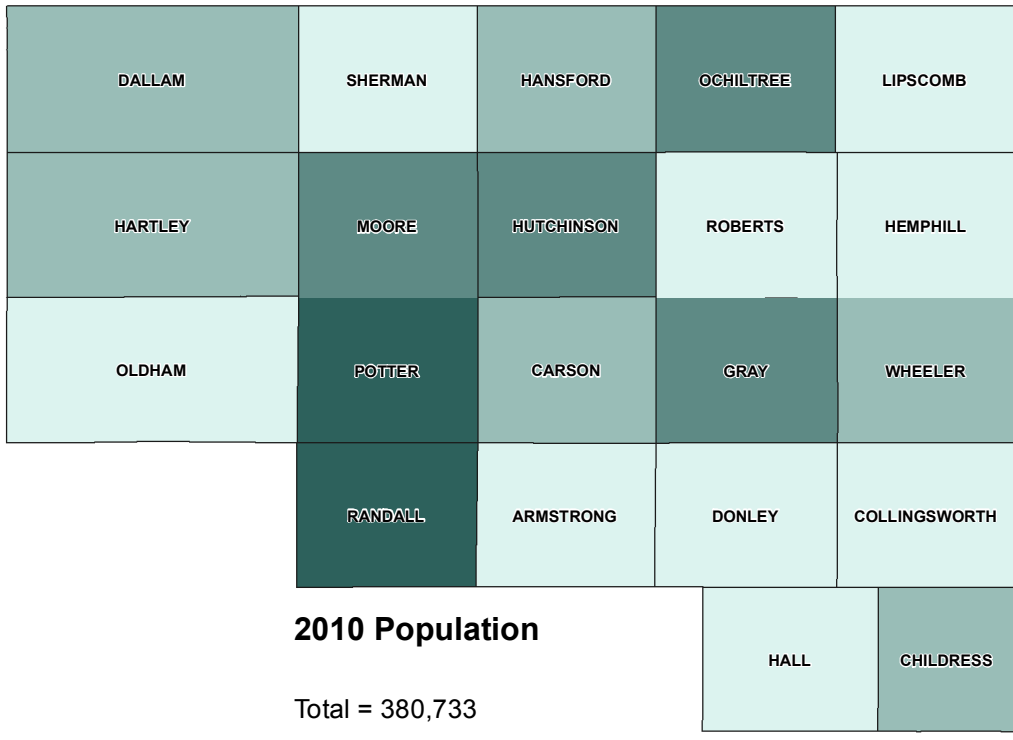 DALLAM
SHERMAN
HANSFORD
OCHILTREE
LIPSCOMB
HARTLEY
MOORE
HUTCHINSON
ROBERTS
HEMPHILL
OLDHAM
POTTER
CARSON
GRAY
WHEELER
RANDALL
ARMSTRONG
DONLEY
COLLINGSWORTH
2010 Population
HALL
CHILDRESS
Total = 380,733